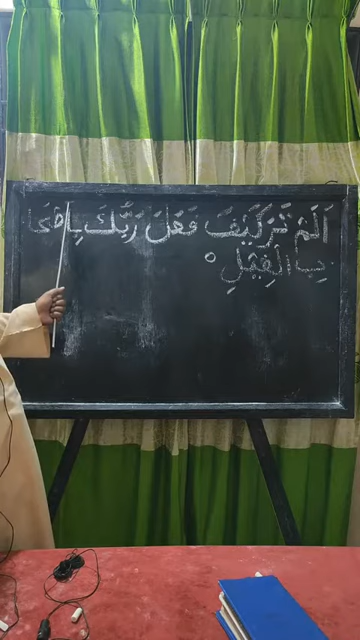 اَلَمْ تَرَ كَيْفَ فَعَلَ رَبُّكَ بِاَصْحَا
بِ الْفِيْلِ ○